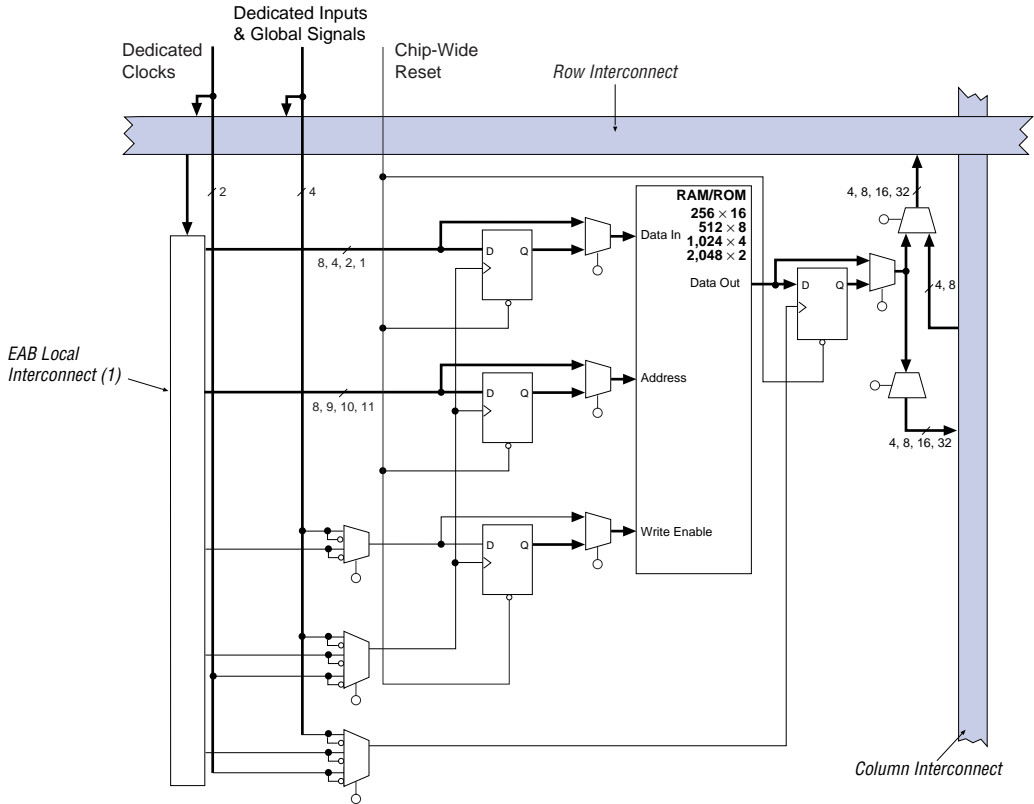 Dedicated Inputs
& Global Signals
Dedicated
Clocks
Chip-Wide
Reset
Row Interconnect
2
4
RAM/ROM
256 × 16
512 × 8
1,024 × 4
2,048 × 2
4, 8, 16, 32
8, 4, 2, 1
D
Q
Data In
Data Out
D
Q
4, 8
EAB Local
Interconnect (1)
8, 9, 10, 11
D
Q
Address
4, 8, 16, 32
D
Q
Write Enable
Column Interconnect